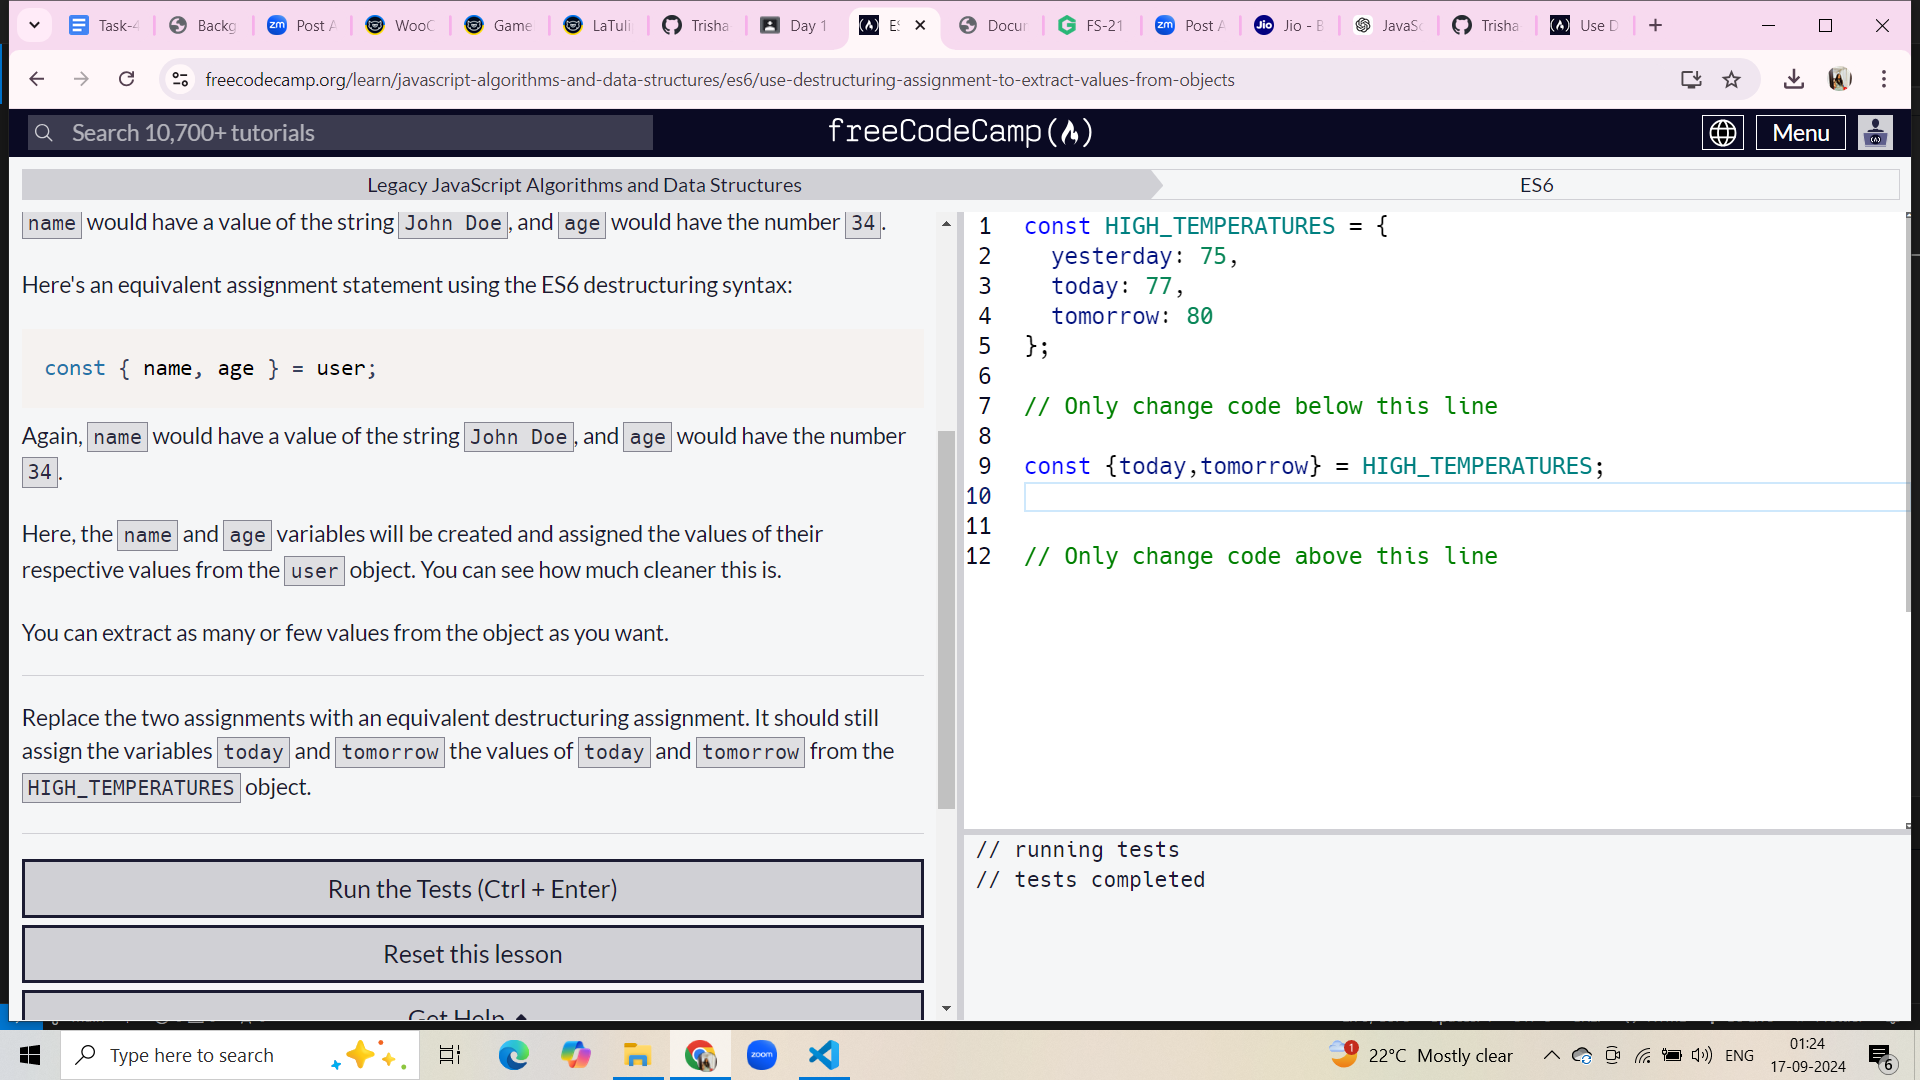 Task-4
Backg
Post A
WooC
Game
LaTuli
Trisha
Day 1
ES
Docur
FS-21
Post A
Jio - B
JavaSc
Trisha
Use D
freecodecamp.org/learn/javascript-algorithms-and-data-structures/es6/use-destructuring-assignment-to-extract-values-from-objects
Search 10,700+ tutorials
freeCodeCamp
Menu
Legacy JavaScript Algorithms and Data Structures
ES6
name would have a value of the string John Doe, and age would have the number 34.
Here's an equivalent assignment statement using the ES6 destructuring syntax:
const { name, age } = user;
Again, name would have a value of the string John Doe, and age would have the number
34.
Here, the name and age variables will be created and assigned the values of their
respective values from the user object. You can see how much cleaner this is.
You can extract as many or few values from the object as you want.
Replace the two assignments with an equivalent destructuring assignment. It should still
assign the variables today and tomorrow the values of today and tomorrow from the
HIGH_TEMPERATURES object.
Run the Tests (Ctrl + Enter)
Reset this lesson
Get Help
1 const HIGH_TEMPERATURES = {
2 yesterday: 75,
3 today: 77,
4 tomorrow: 80
5 };
6
7 // Only change code below this line
8
9 const {today,tomorrow} = HIGH_TEMPERATURES;
10
11
12 // Only change code above this line
// running tests
// tests completed
Type here to search
zoom
1
22°C Mostly clear
ENG
01:24
17-09-2024
6